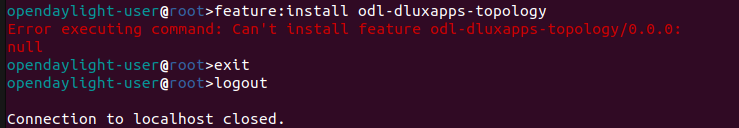 opendaylight-user@root>feature:install odl-dluxapps-topology
Error executing command: Can't install feature odl-dluxapps-topology/0.0.0:
null
opendaylight-user@root>exit
opendaylight-user@root>logout
Connection to localhost closed.